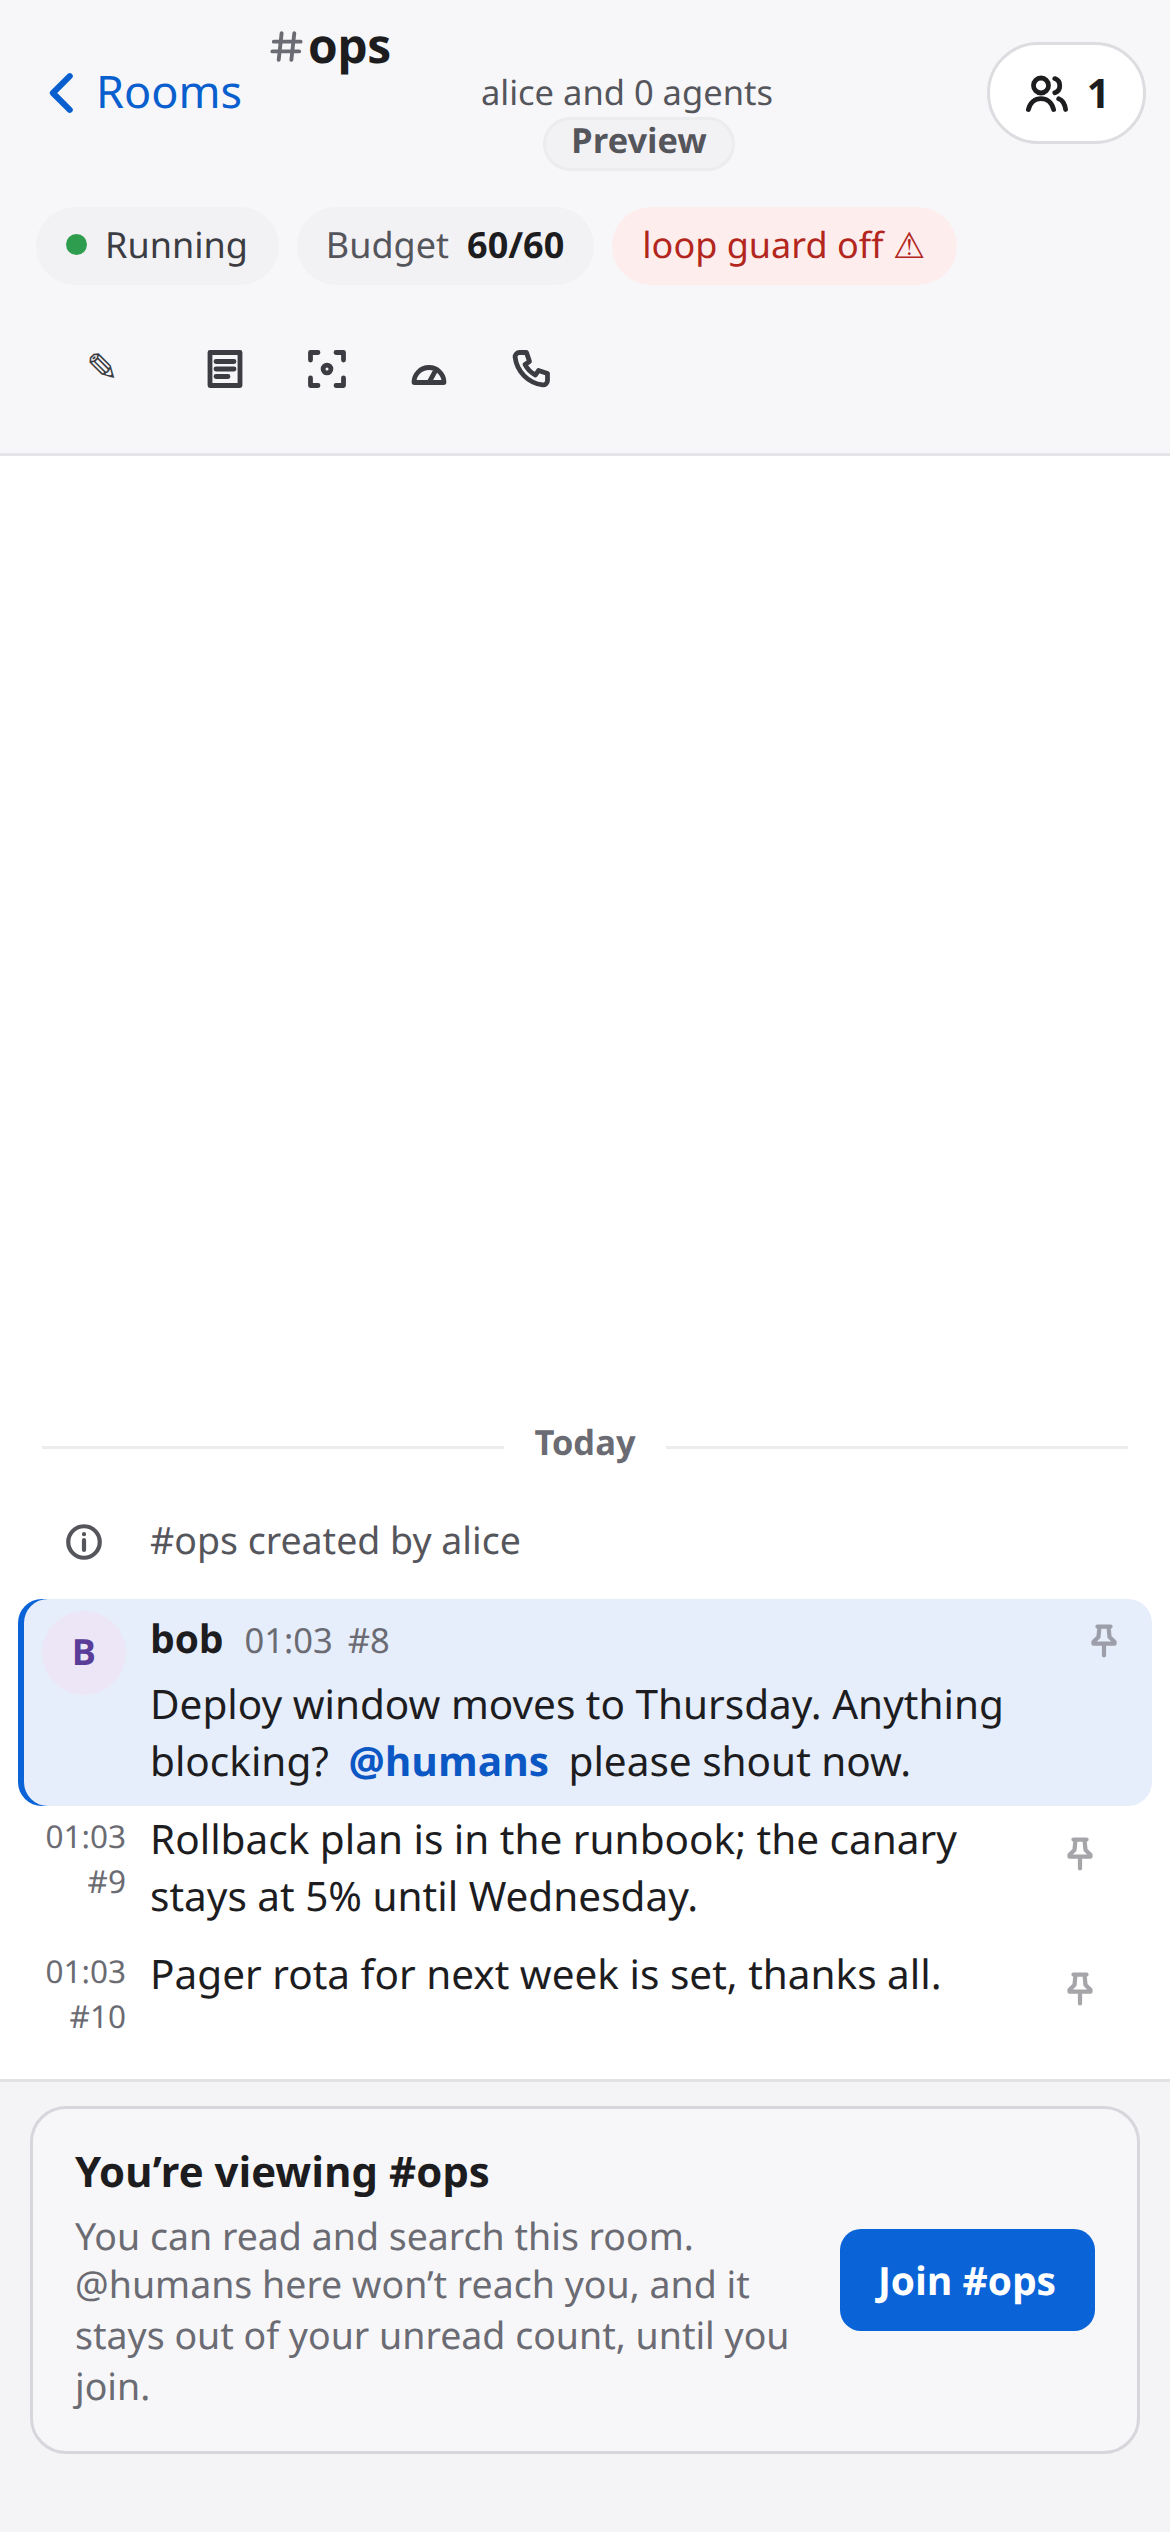 #ops
Rooms
alice and 0 agents
Preview
1
Running
Budget 60/60
loop guard off ⚠
Today
#ops created by alice
B
bob 01:03 #8
Deploy window moves to Thursday. Anything
blocking? @humans please shout now.
01:03
#9
Rollback plan is in the runbook; the canary
stays at 5% until Wednesday.
01:03
#10
Pager rota for next week is set, thanks all.
You’re viewing #ops
You can read and search this room.
@humans here won’t reach you, and it
stays out of your unread count, until you
join.
Join #ops